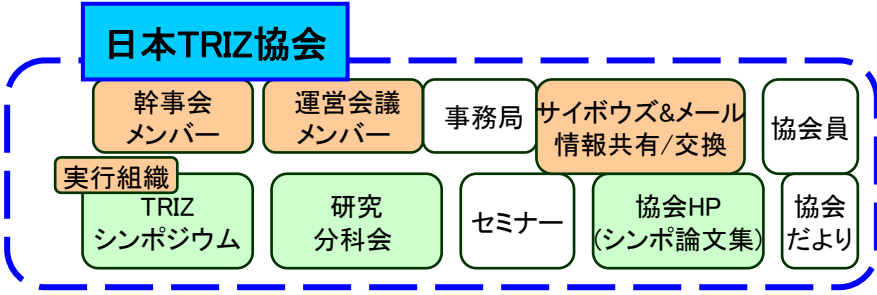 日本TRIZ協会
幹事会
メンバー
運営会議
メンバー
事務局
サイボウズ&メール
情報共有/交換
協会員
実行組織
TRIZ
シンポジウム
研究
分科会
セミナー
協会HP
(シンポ論文集)
協会
だより